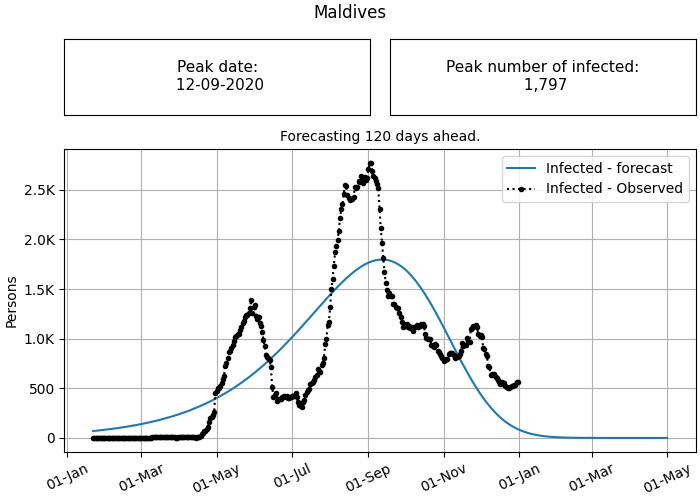 Maldives
Peak date:
12-09-2020
Peak number of infected:
1,797
Forecasting 120 days ahead.
Infected - forecast
Infected - Observed
Persons
2.5K
2.0K
1.5K
1.0K
500
0
01-Jan
01-Mar
01-May
01-Jul
01-Sep
01-Nov
01-Jan
01-Mar
01-May